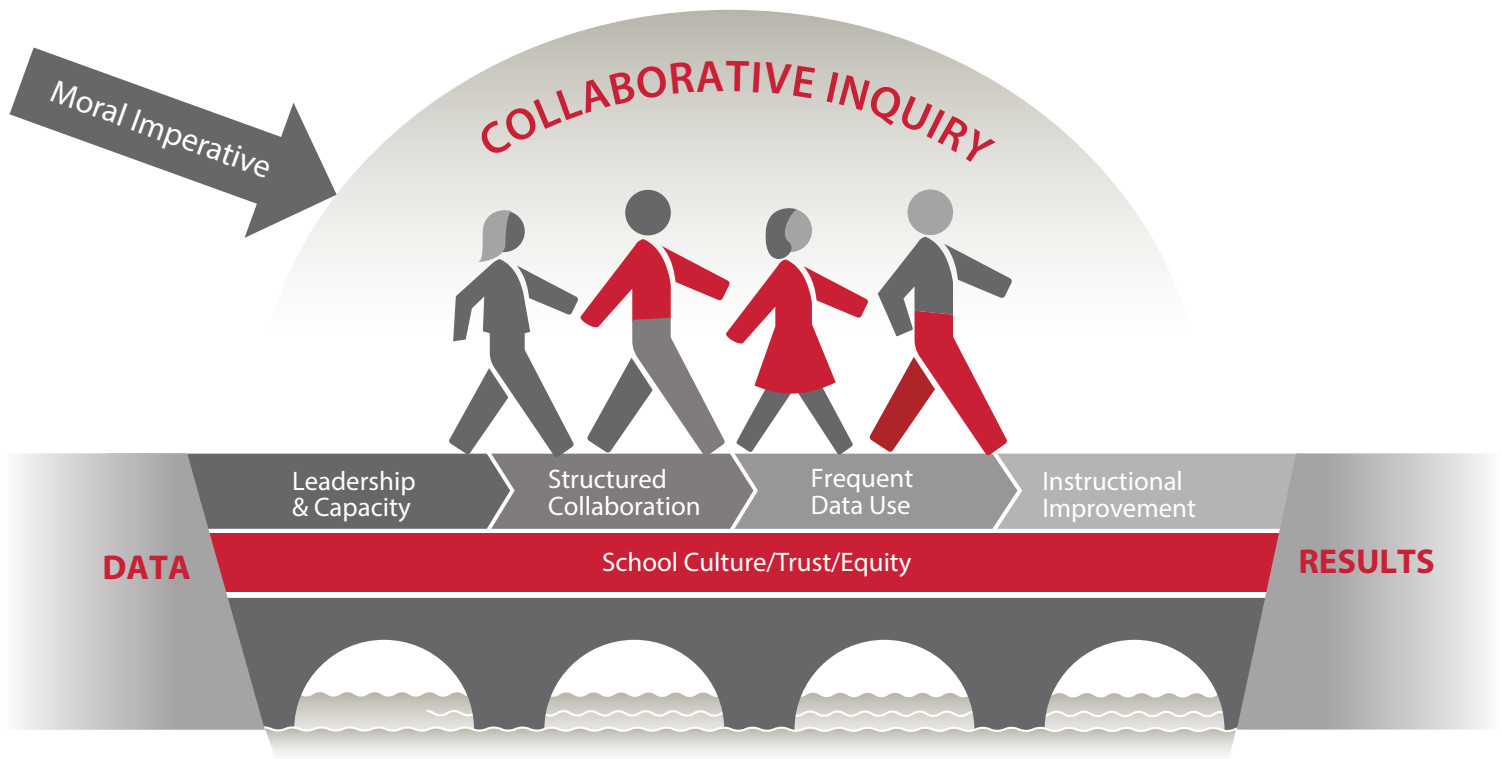 Moral Imperative
COLLABORATIVE INQUIRY
Leadership
& Capacity
Structured
Collaboration
Frequent
Data Use
Instructional
Improvement
DATA
School Culture/Trust/Equity
RESULTS